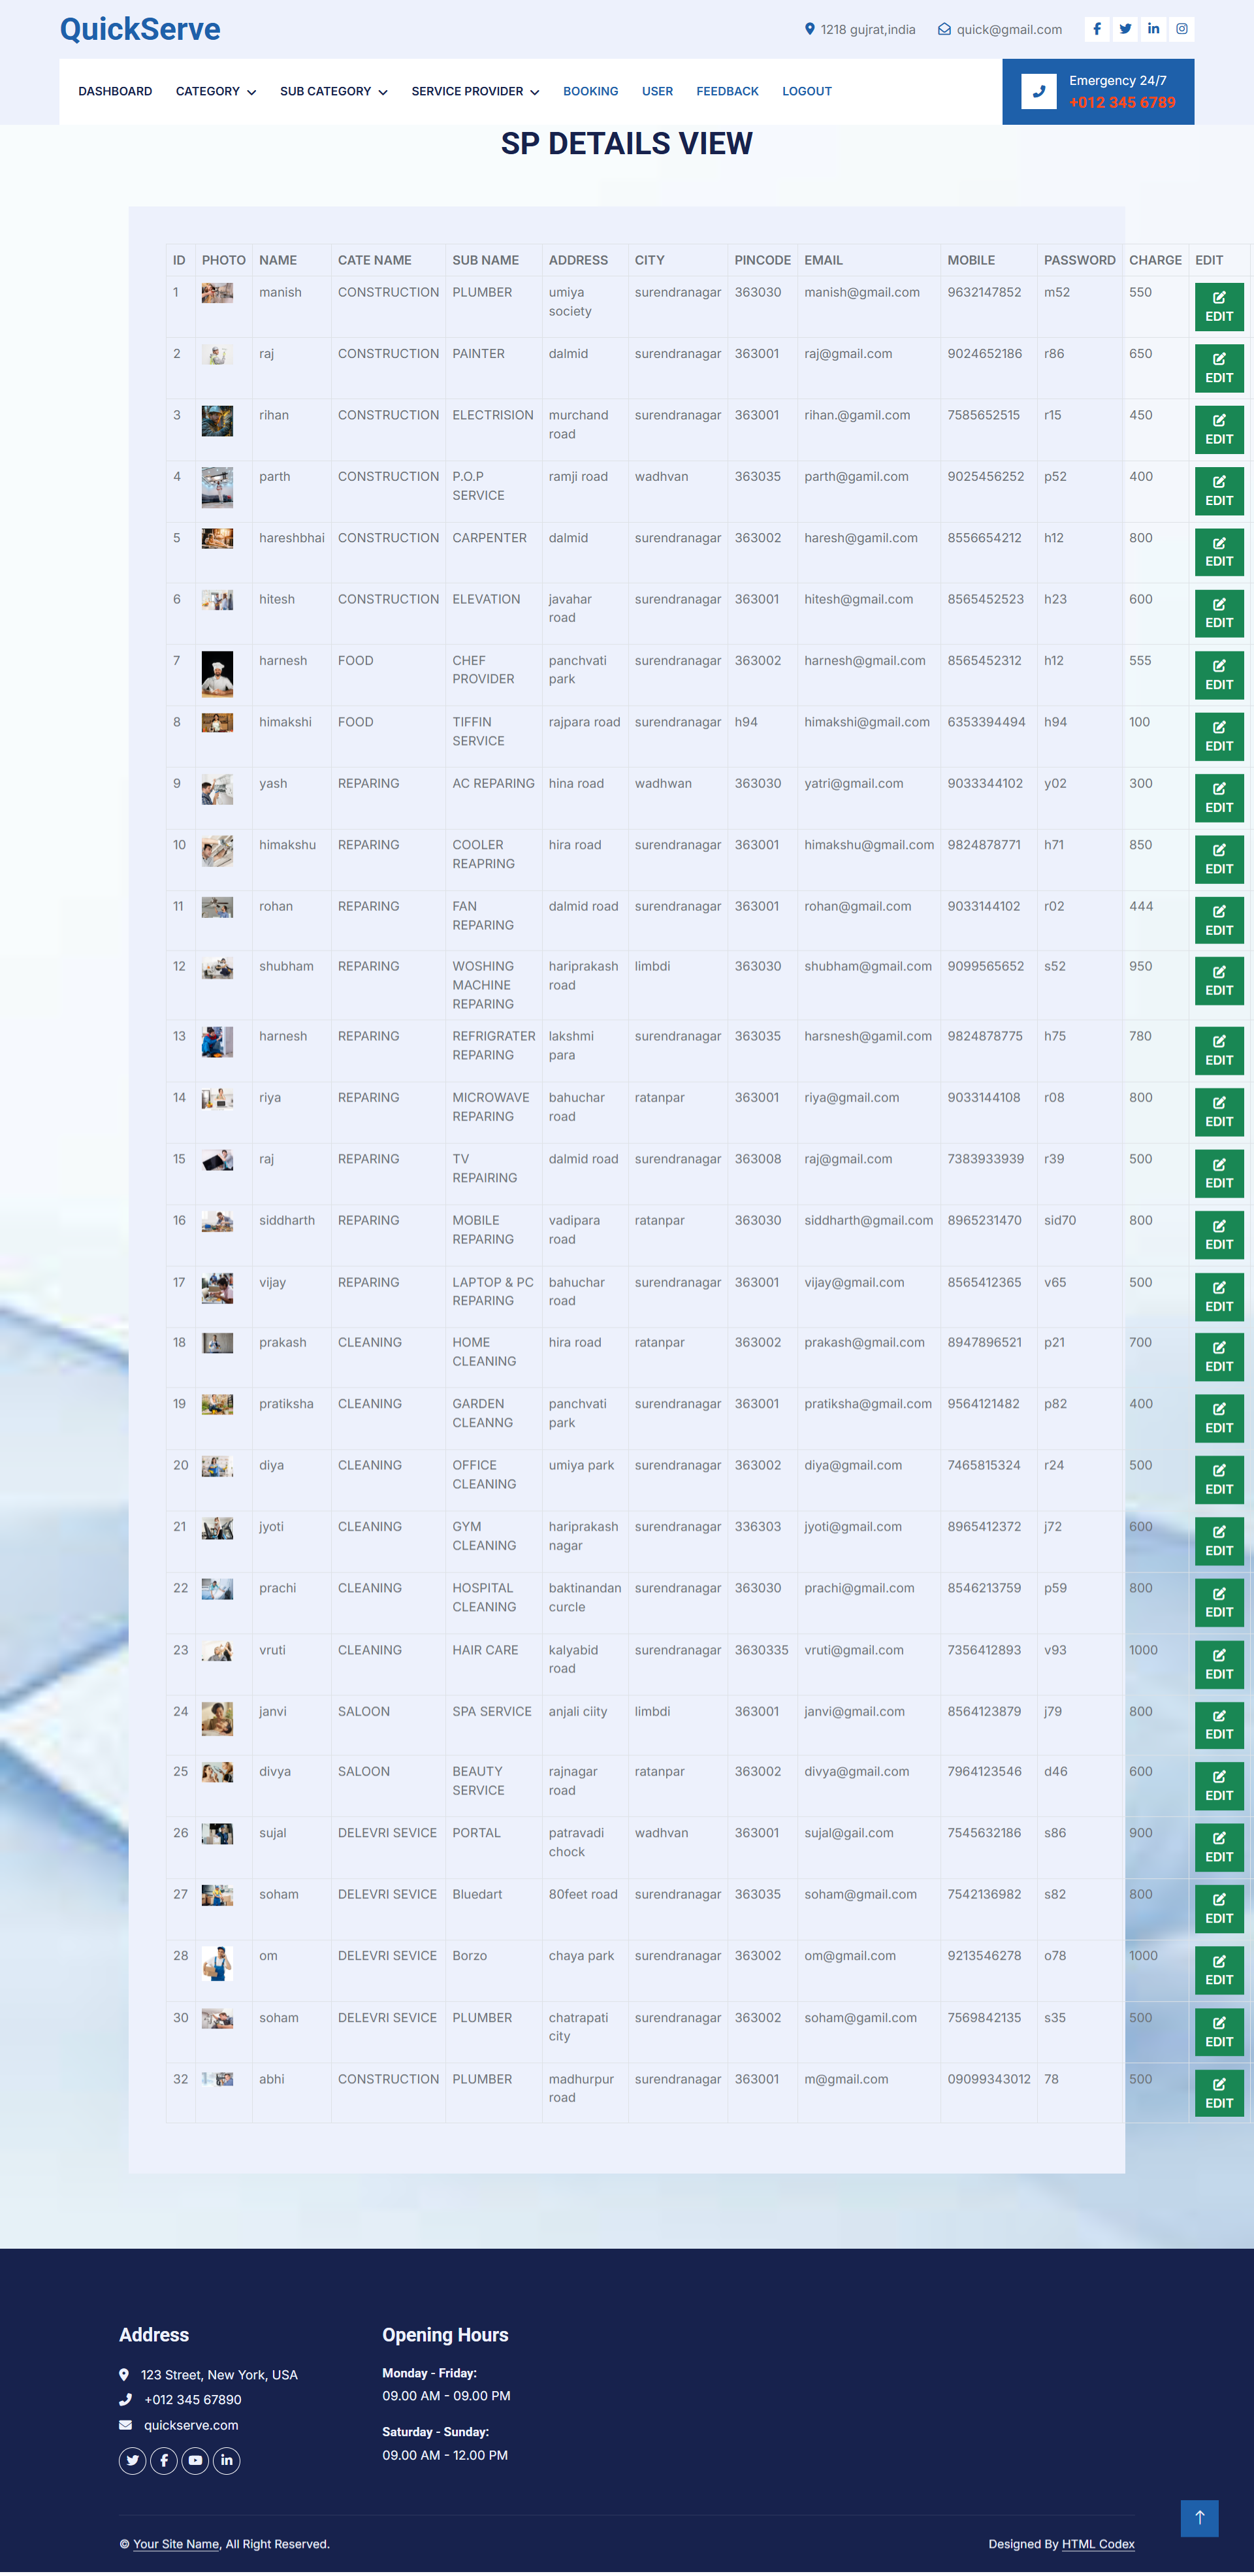 QuickServe
1218 gujrat,india quick@gmail.com
DASHBOARD CATEGORY SUB CATEGORY SERVICE PROVIDER BOOKING USER FEEDBACK LOGOUT
Emergency 24/7
+012 345 6789
SP DETAILS VIEW
ID PHOTO NAME CATE NAME SUB NAME ADDRESS CITY PINCODE EMAIL MOBILE PASSWORD CHARGE EDIT
1 manish CONSTRUCTION PLUMBER umiya society surendranagar 363030 manish@gmail.com 9632147852 m52 550 EDIT
2 raj CONSTRUCTION PAINTER dalmid surendranagar 363001 raj@gmail.com 9024652186 r86 650 EDIT
3 rihan CONSTRUCTION ELECTRISION murchand road surendranagar 363001 rihan.@gamil.com 7585652515 r15 450 EDIT
4 parth CONSTRUCTION P.O.P SERVICE ramji road wadhvan 363035 parth@gamil.com 9025456252 p52 400 EDIT
5 hareshbhai CONSTRUCTION CARPENTER dalmid surendranagar 363002 haresh@gamil.com 8556654212 h12 800 EDIT
6 hitesh CONSTRUCTION ELEVATION javahar road surendranagar 363001 hitesh@gmail.com 8565452523 h23 600 EDIT
7 harnesh FOOD CHEF PROVIDER panchvati park surendranagar 363002 harnesh@gmail.com 8565452312 h12 555 EDIT
8 himakshi FOOD TIFFIN SERVICE rajpara road surendranagar h94 himakshi@gmail.com 6353394494 h94 100 EDIT
9 yash REPARING AC REPARING hina road wadhwan 363030 yatri@gmail.com 9033344102 y02 300 EDIT
10 himakshu REPARING COOLER REAPRING hira road surendranagar 363001 himakshu@gmail.com 9824878771 h71 850 EDIT
11 rohan REPARING FAN REPARING dalmid road surendranagar 363001 rohan@gmail.com 9033144102 r02 444 EDIT
12 shubham REPARING WOSHING MACHINE REPARING hariprakash road limbdi 363030 shubham@gmail.com 9099565652 s52 950 EDIT
13 harnesh REPARING REFRIGRATER REPARING lakshmi para surendranagar 363035 harsnesh@gamil.com 9824878775 h75 780 EDIT
14 riya REPARING MICROWAVE REPARING bahuchar road ratanpar 363001 riya@gmail.com 9033144108 r08 800 EDIT
15 raj REPARING TV REPAIRING dalmid road surendranagar 363008 raj@gmail.com 7383933939 r39 500 EDIT
16 siddharth REPARING MOBILE REPARING vadipara road ratanpar 363030 siddharth@gmail.com 8965231470 sid70 800 EDIT
17 vijay REPARING LAPTOP & PC REPARING bahuchar road surendranagar 363001 vijay@gmail.com 8565412365 v65 500 EDIT
18 prakash CLEANING HOME CLEANING hira road ratanpar 363002 prakash@gmail.com 8947896521 p21 700 EDIT
19 pratiksha CLEANING GARDEN CLEANNG panchvati park surendranagar 363001 pratiksha@gmail.com 9564121482 p82 400 EDIT
20 diya CLEANING OFFICE CLEANING umiya park surendranagar 363002 diya@gmail.com 7465815324 r24 500 EDIT
21 jyoti CLEANING GYM CLEANING hariprakash nagar surendranagar 336303 jyoti@gmail.com 8965412372 j72 600 EDIT
22 prachi CLEANING HOSPITAL CLEANING baktinandan curcle surendranagar 363030 prachi@gmail.com 8546213759 p59 800 EDIT
23 vruti CLEANING HAIR CARE kalyabid road surendranagar 3630335 vruti@gmail.com 7356412893 v93 1000 EDIT
24 janvi SALOON SPA SERVICE anjali ciity limbdi 363001 janvi@gmail.com 8564123879 j79 800 EDIT
25 divya SALOON BEAUTY SERVICE rajnagar road ratanpar 363002 divya@gmail.com 7964123546 d46 600 EDIT
26 sujal DELEVRI SEVICE PORTAL patravadi chock wadhvan 363001 sujal@gail.com 7545632186 s86 900 EDIT
27 soham DELEVRI SEVICE Bluedart 80feet road surendranagar 363035 soham@gmail.com 7542136982 s82 800 EDIT
28 om DELEVRI SEVICE Borzo chaya park surendranagar 363002 om@gmail.com 9213546278 o78 1000 EDIT
30 soham DELEVRI SEVICE PLUMBER chatrapati city surendranagar 363002 soham@gamil.com 7569842135 s35 500 EDIT
32 abhi CONSTRUCTION PLUMBER madhurpur road surendranagar 363001 m@gmail.com 09099343012 78 500 EDIT
Address
123 Street, New York, USA
+012 345 67890
quickserve.com
Opening Hours
Monday - Friday:
09.00 AM - 09.00 PM
Saturday - Sunday:
09.00 AM - 12.00 PM
© Your Site Name, All Right Reserved.
Designed By HTML Codex